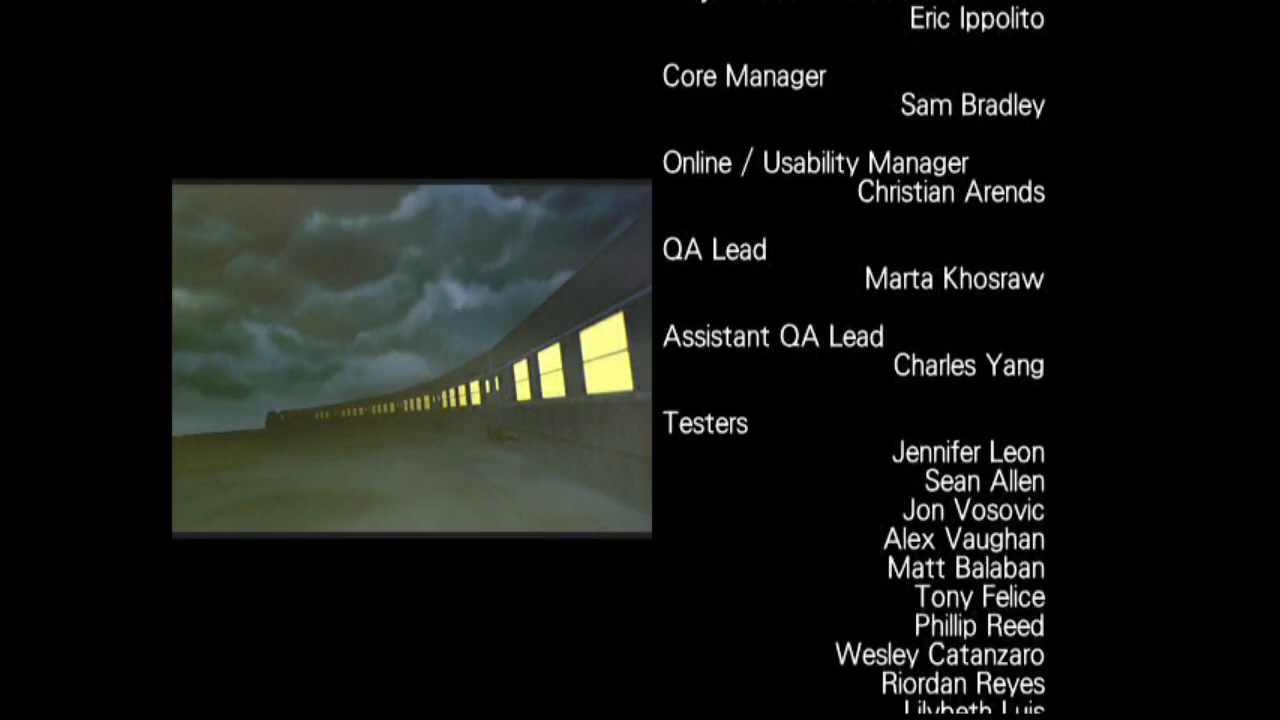 Eric Ippolito
Core Manager
Sam Bradley
Online / Usability Manager
Christian Arends
QA Lead
Marta Khosraw
Assistant QA Lead
Charles Yang
Testers
Jennifer Leon
Sean Allen
Jon Vosovic
Alex Vaughan
Matt Balaban
Tony Felice
Phillip Reed
Wesley Catanzaro
Riordan Reyes
Lilybeth Luis